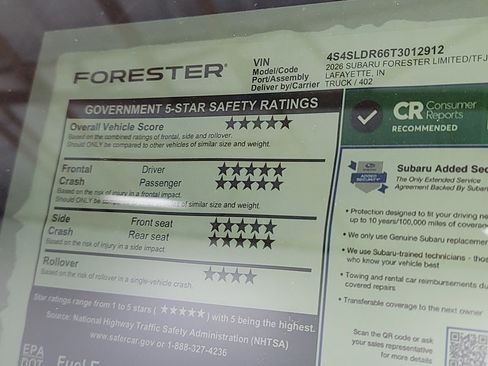 FORESTER®
VIN 4S4SLDR66T3012912
Model/Code 2026 SUBARU FORESTER LIMITED/TFJ
Port/Assembly LAFAYETTE, IN
Deliver by/Carrier TRUCK / 402
GOVERNMENT 5-STAR SAFETY RATINGS
Overall Vehicle Score ★★★★★
Based on the combined ratings of frontal, side and rollover.
Should ONLY be compared to other vehicles of similar size and weight.
Frontal Driver ★★★★★
Crash Passenger ★★★★★
Based on the risk of injury in a frontal impact.
Should ONLY be compared to other vehicles of similar size and weight.
Side Front seat ★★★★★
Crash Rear seat ★★★★★
Based on the risk of injury in a side impact.
Rollover ★★★★
Based on the risk of rollover in a single-vehicle crash.
Star ratings range from 1 to 5 stars (★★★★★) with 5 being the highest.
Source: National Highway Traffic Safety Administration (NHTSA)
www.safercar.gov or 1-888-327-4236
EPA
DOT
CR Consumer
Reports
RECOMMENDED
ADDED SECURITY
Subaru Added Sec
The Only Extended Service
Agreement Backed By Subar
• Protection designed to fit your driving ne
up to 10 years/100,000 miles of coverag
• We only use Genuine Subaru replacemen
• We use Subaru-trained technicians - thos
who know your vehicle best
• Towing and rental car reimbursements du
covered repairs
• Transferable coverage to the next owner
Scan the QR code or ask
your sales representative
for more details